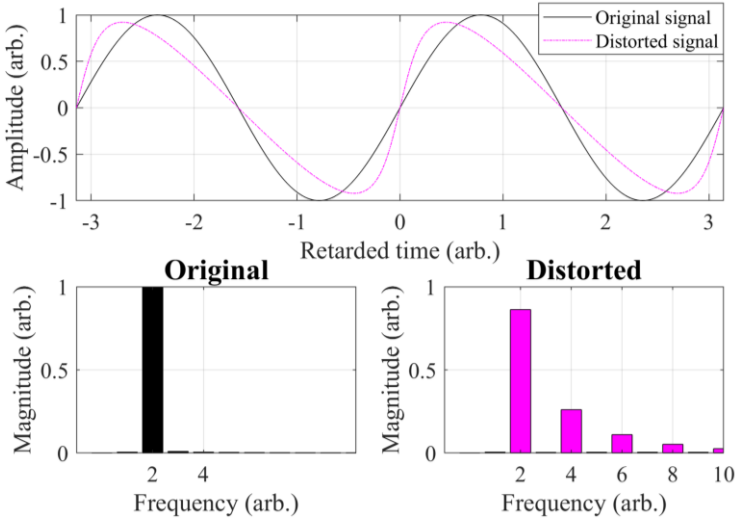 Original signal
Distorted signal
Amplitude (arb.)
1
0.5
0
-0.5
-1
-3
-2
-1
0
1
2
3
Retarded time (arb.)
Original
Magnitude (arb.)
1
0.5
0
2
4
Frequency (arb.)
Distorted
Magnitude (arb.)
1
0.5
0
2
4
6
8
10
Frequency (arb.)